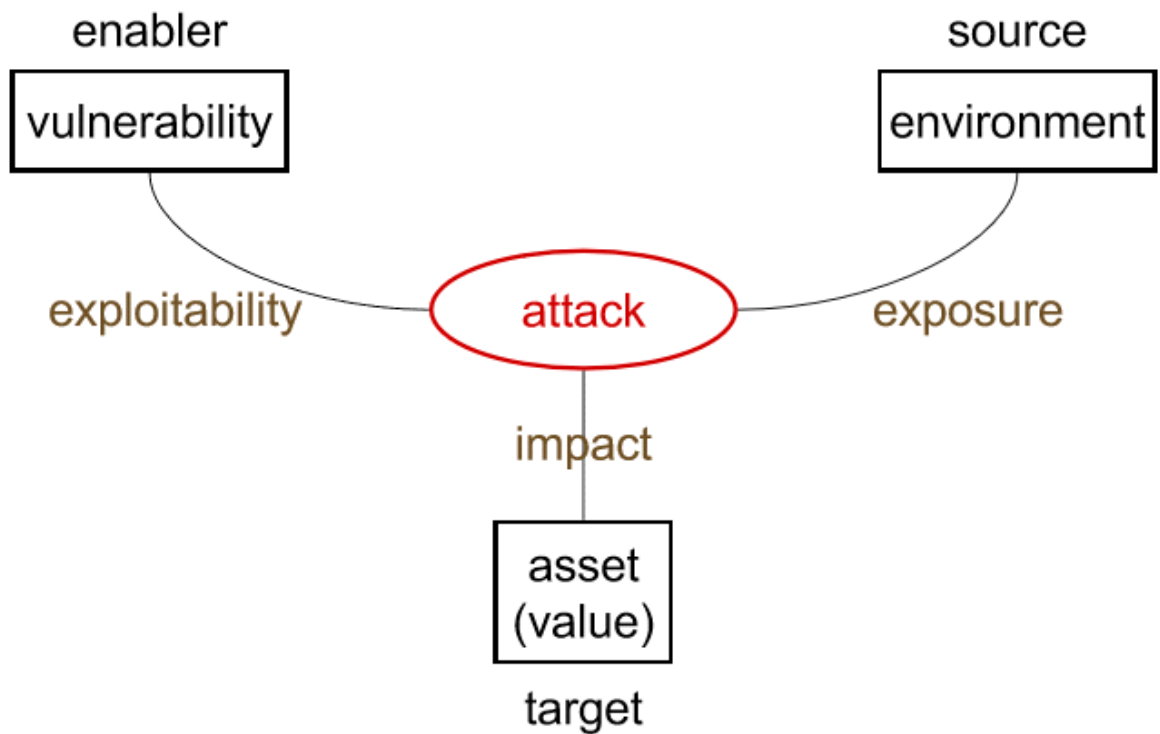 enabler
source
vulnerability
environment
exploitability
attack
exposure
impact
asset
(value)
target